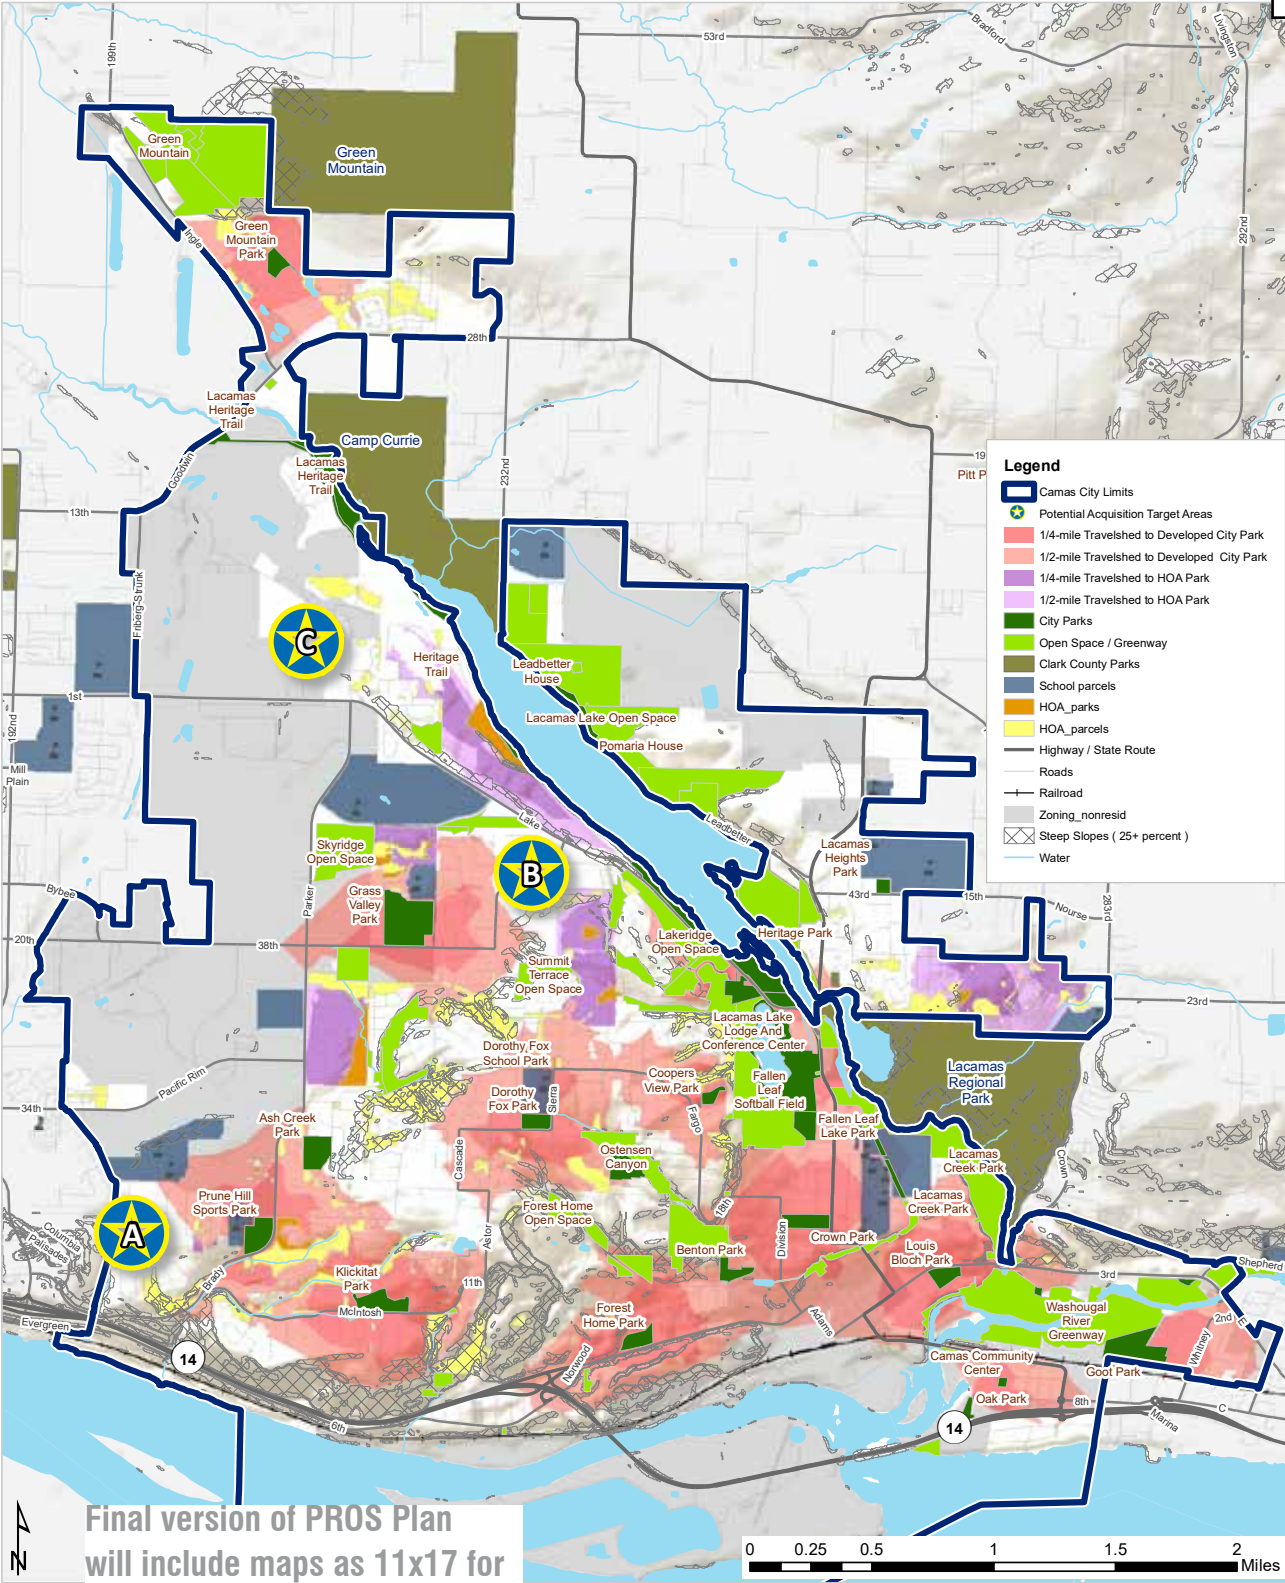 53rd
Bradford
Livingston
199th
Green
Mountain
Green
Mountain
Green
Mountain
Park
Ingle
292nd
28th
Lacamas
Heritage
Trail
Camp Currie
Goodwin
Lacamas
Heritage
Trail
232nd
13th
19
Pitt P
Legend
Camas City Limits
Potential Acquisition Target Areas
1/4-mile Travelshed to Developed City Park
1/2-mile Travelshed to Developed City Park
1/4-mile Travelshed to HOA Park
1/2-mile Travelshed to HOA Park
City Parks
Open Space / Greenway
Clark County Parks
School parcels
HOA_parks
HOA_parcels
Highway / State Route
Roads
Railroad
Zoning_nonresid
Steep Slopes ( 25+ percent )
Water
Friberg-Strunk
C
Heritage
Trail
Leadbetter
House
1st
192nd
Lacamas Lake Open Space
Pomaria House
Mill
Plain
Lake
Leadbetter
Skyridge
Open Space
B
Lacamas
Heights
Park
Bybee
Parker
Grass
Valley
Park
43rd
15th
Nourse
283rd
20th
38th
Lakeridge
Open Space
Heritage Park
Summit
Terrace
Open Space
23rd
Lacamas Lake
Lodge And
Conference Center
Dorothy Fox
School Park
Pacific Rim
Coopers
View Park
Fallen
Leaf
Softball Field
Lacamas
Regional
Park
34th
Dorothy
Fox Park
Sierra
Ash Creek
Park
Fargo
Fallen Leaf
Lake Park
Cascade
Ostensen
Canyon
Lacamas
Creek Park
Crown
Prune Hill
Sports Park
A
Columbia
Palisades
Forest Home
Open Space
18th
Lacamas
Creek Park
Astor
Division
Crown Park
Benton Park
Louis
Bloch Park
Shepherd
Brady
Klickitat
Park
11th
3rd
McIntosh
Forest
Home Park
Adams
Washougal
River
Greenway
2nd
E
Whitney
Evergreen
14
Norwood
Camas Community
Center
Goot Park
Oak Park
8th
C
Marina
6th
14
Final version of PROS Plan
will include maps as 11x17 for
N
0 0.25 0.5 1 1.5 2
Miles